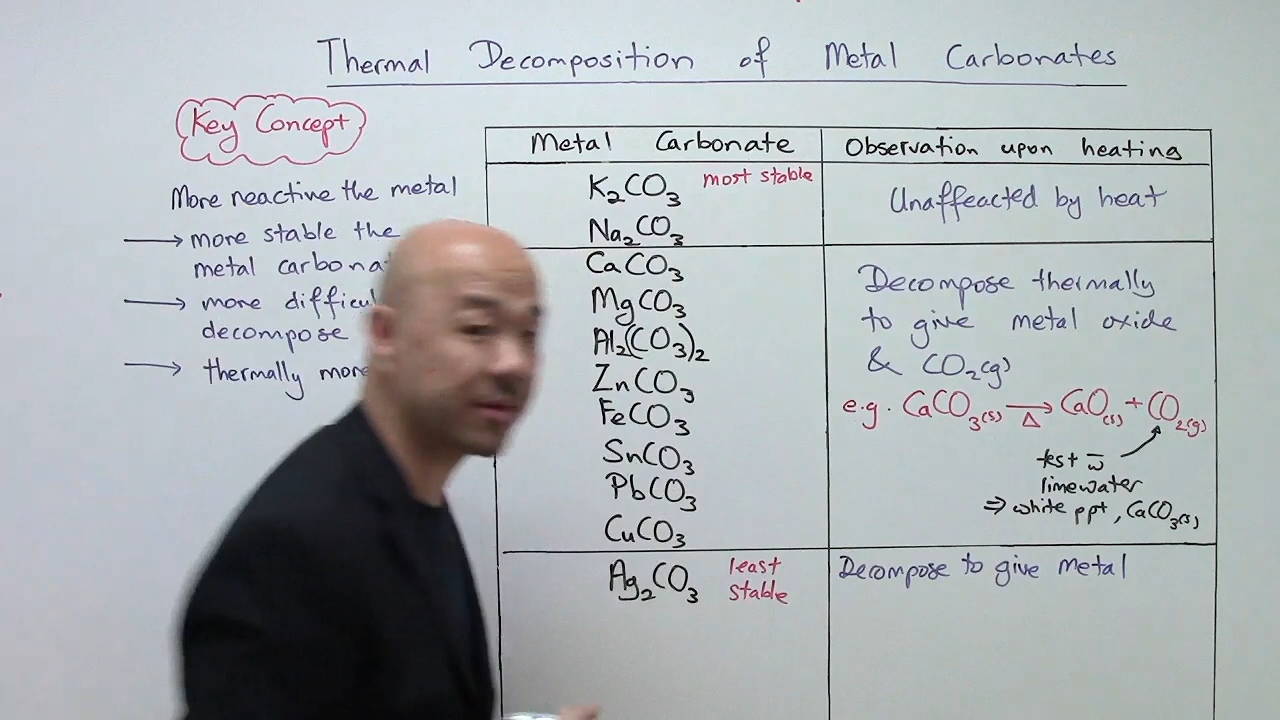 Thermal Decomposition of Metal Carbonates
Key Concept
More reactive the metal
→ more stable the
metal carbonat
→ more difficul
decompose
→ thermally more
Metal Carbonate
Observation upon heating
K₂CO₃ most stable
Na₂CO₃
Unaffeacted by heat
CaCO₃
MgCO₃
Al₂(CO₃)₂
ZnCO₃
FeCO₃
SnCO₃
PbCO₃
CuCO₃
Decompose thermally
to give metal oxide
& CO₂(g)
e.g. CaCO₃(s) →Δ CaO(s) + CO₂(g)
test w̄
limewater
⇒ white ppt, CaCO₃(s)
Ag₂CO₃ least
stable
Decompose to give metal